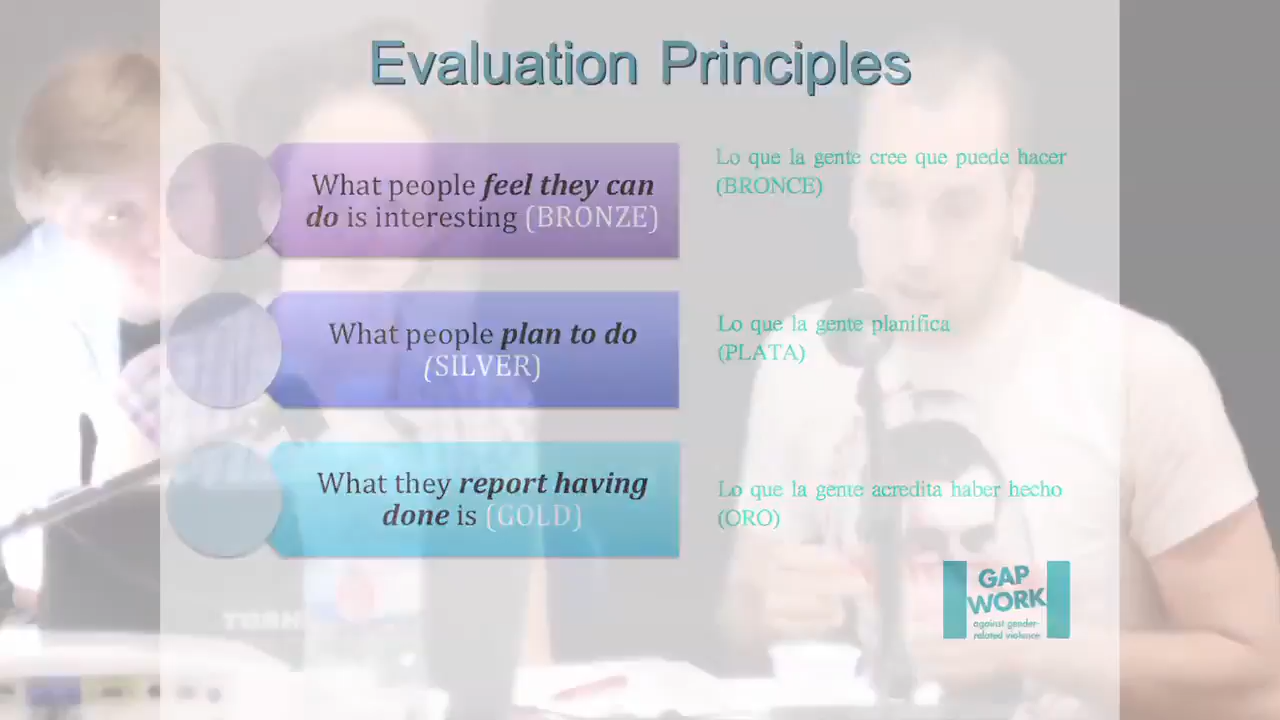 Evaluation Principles
What people feel they can
do is interesting (BRONZE)
Lo que la gente cree que puede hacer
(BRONCE)
What people plan to do
(SILVER)
Lo que la gente planifica
(PLATA)
What they report having
done is (GOLD)
Lo que la gente acredita haber hecho
(ORO)
GAP
WORK
against gender-
related violence